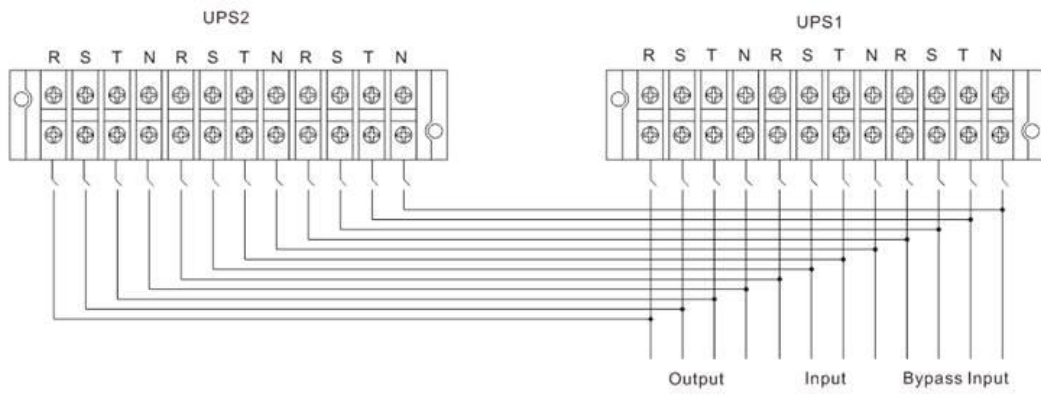 UPS2
UPS1
R S T N R S T N R S T N
R S T N R S T N R S T N
Output Input Bypass Input